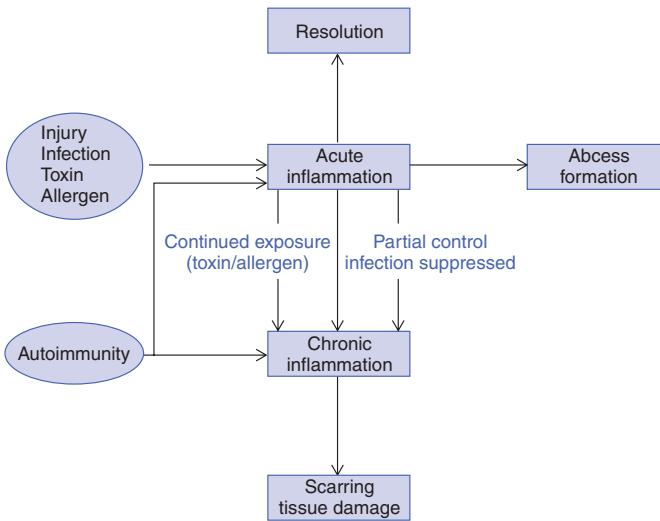 Resolution
Injury
Infection
Toxin
Allergen
Acute
inflammation
Abcess
formation
Continued exposure
(toxin/allergen)
Partial control
infection suppressed
Autoimmunity
Chronic
inflammation
Scarring
tissue damage